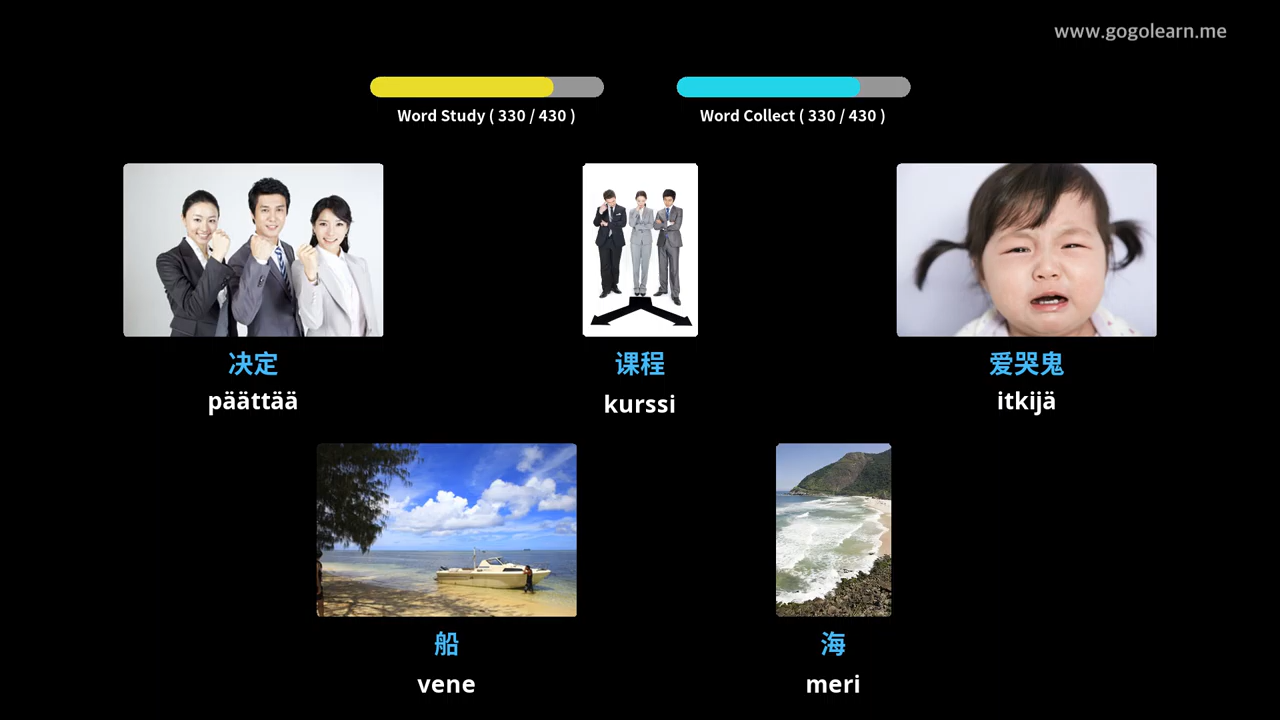 www.gogolearn.me
Word Study ( 330 / 430 )
Word Collect ( 330 / 430 )
决定
päättää
课程
kurssi
爱哭鬼
itkijä
船
vene
海
meri